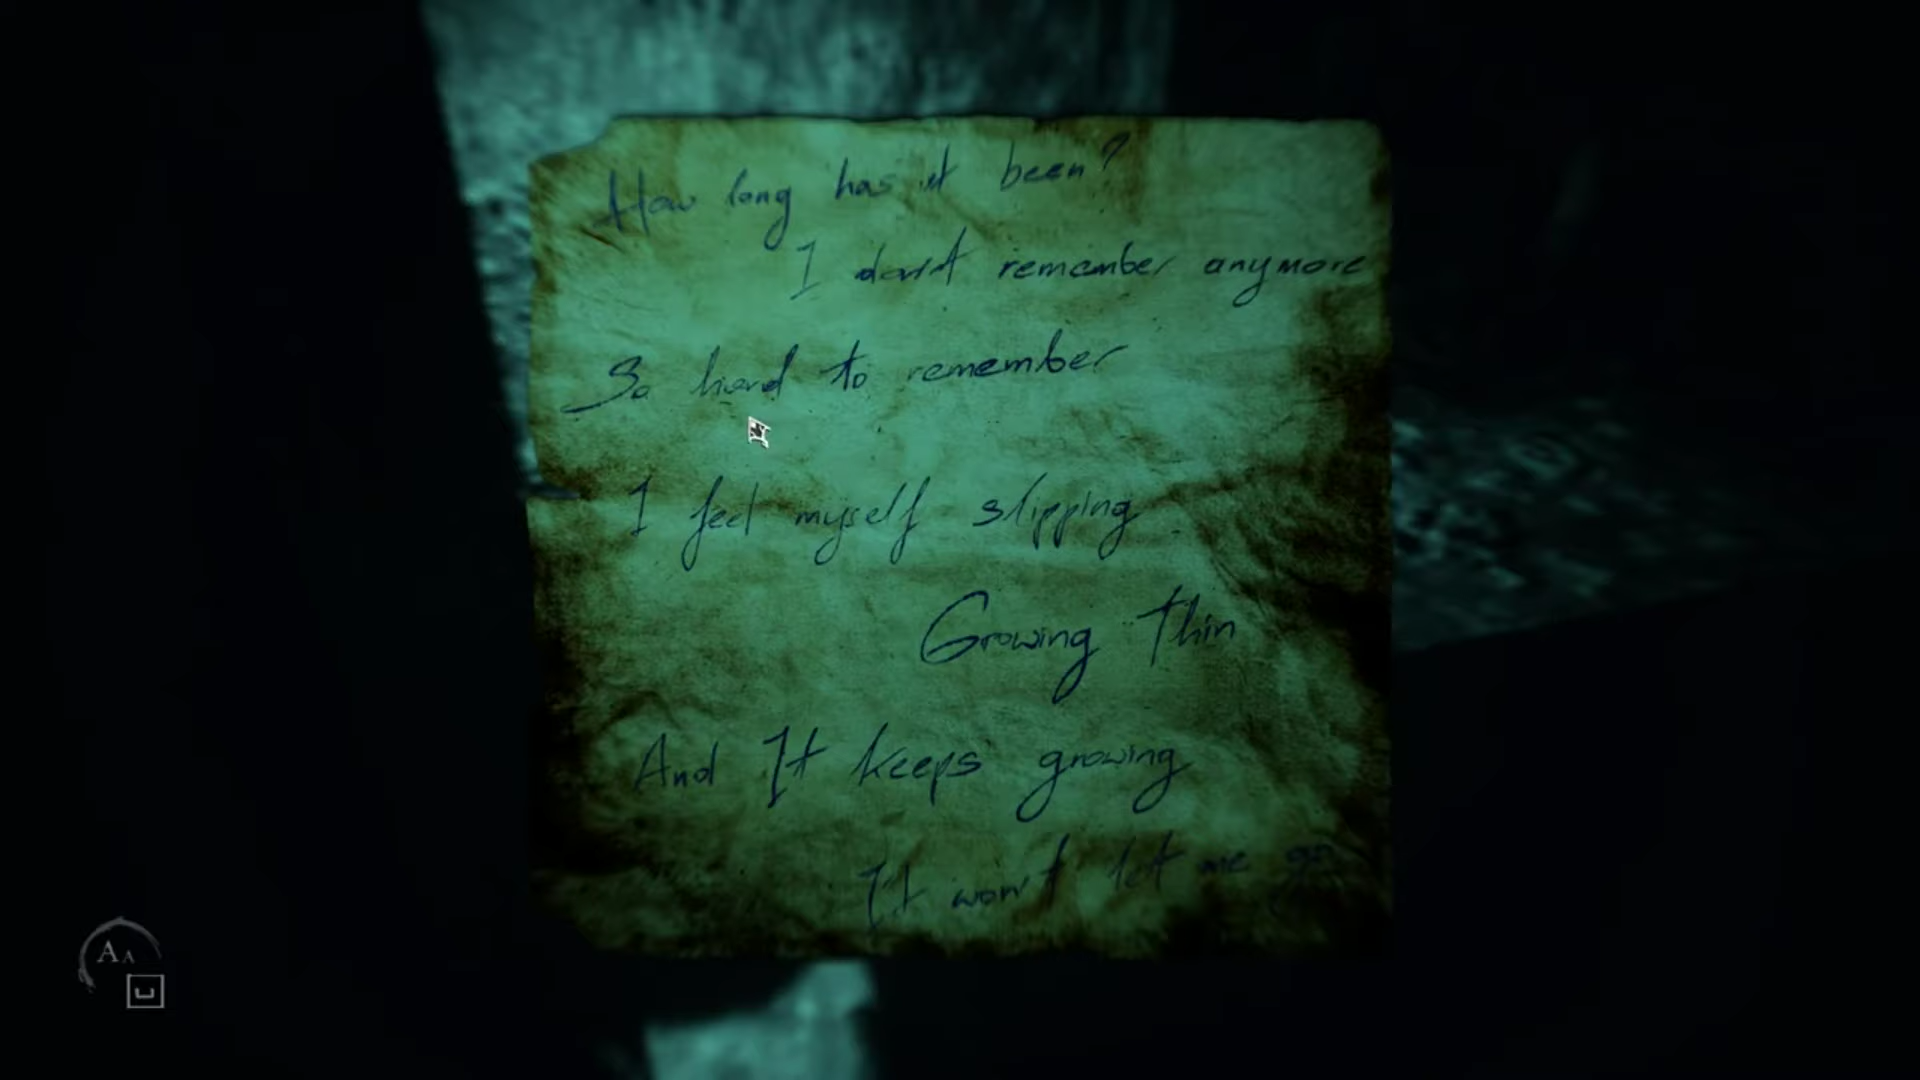 How long has it been?
I don't remember anymore
So hard to remember
I feel myself slipping
Growing Thin
And It keeps growing
It won't let me go
AA